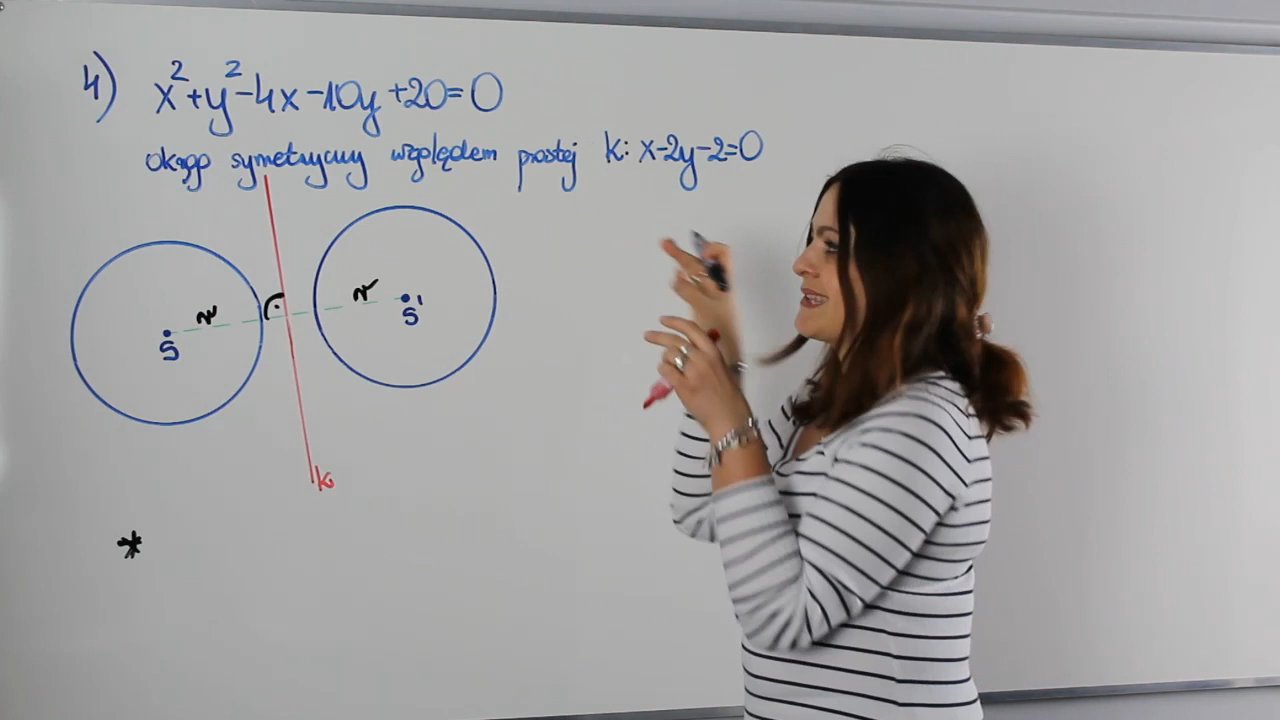 4) x²+y²-4x-10y+20=0
okrąg symetryczny względem prostej k: x-2y-2=0
r r
S S'
k
*